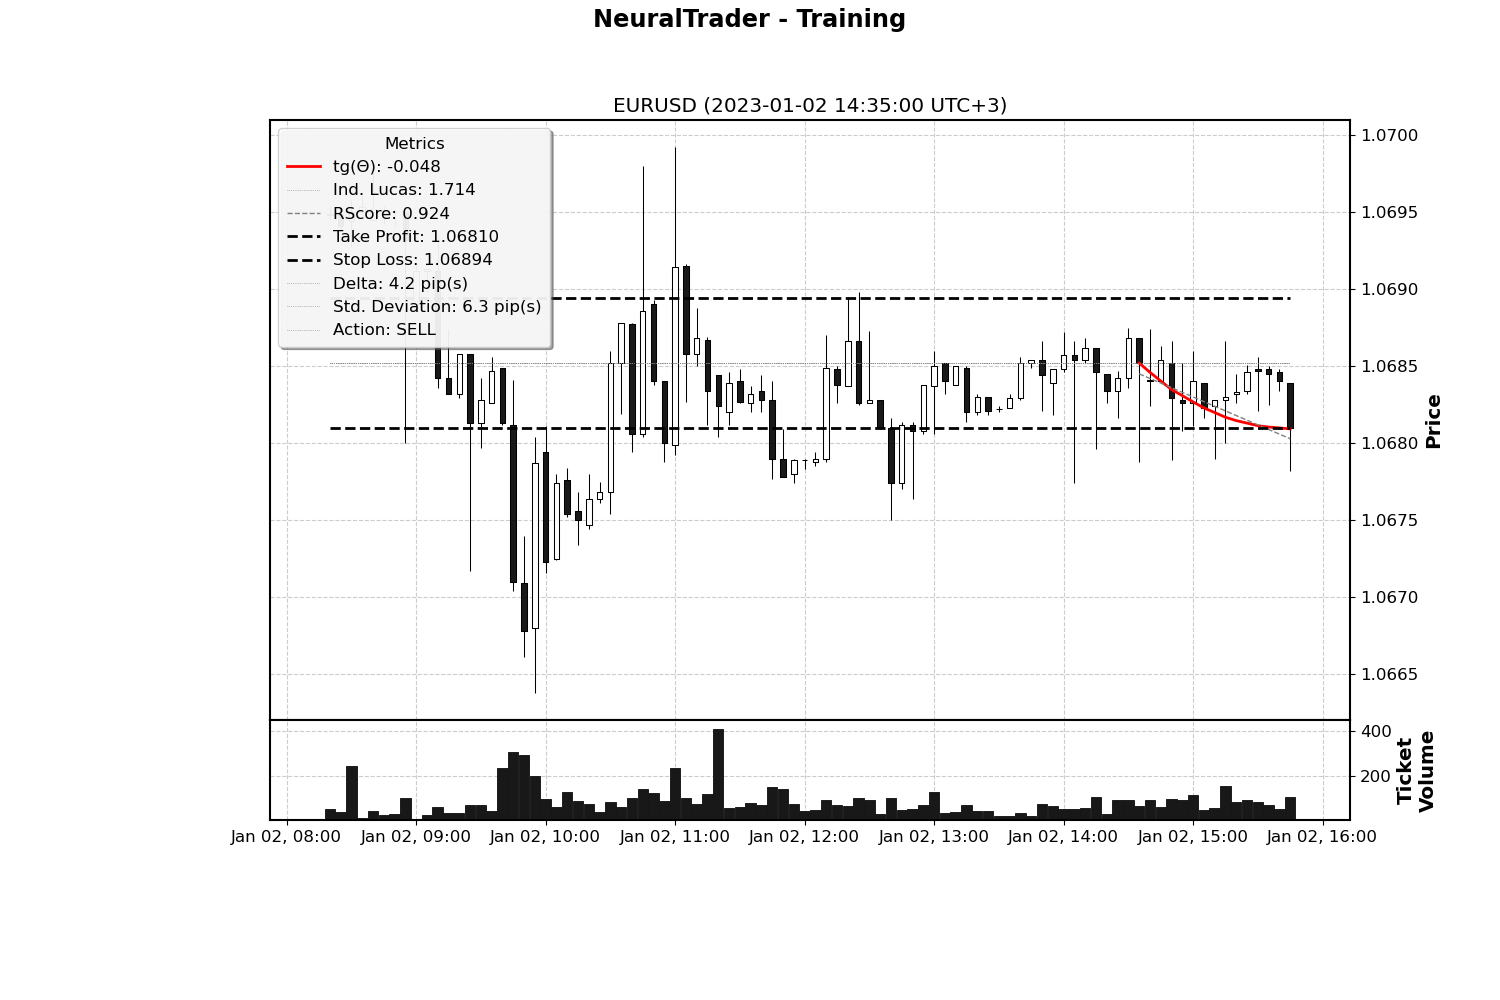 NeuralTrader - Training
EURUSD (2023-01-02 14:35:00 UTC+3)
Metrics
tg(Θ): -0.048
Ind. Lucas: 1.714
RScore: 0.924
Take Profit: 1.06810
Stop Loss: 1.06894
Delta: 4.2 pip(s)
Std. Deviation: 6.3 pip(s)
Action: SELL
1.0700
1.0695
1.0690
1.0685
1.0680
1.0675
1.0670
1.0665
Price
400
200
Ticket
Volume
Jan 02, 08:00
Jan 02, 09:00
Jan 02, 10:00
Jan 02, 11:00
Jan 02, 12:00
Jan 02, 13:00
Jan 02, 14:00
Jan 02, 15:00
Jan 02, 16:00